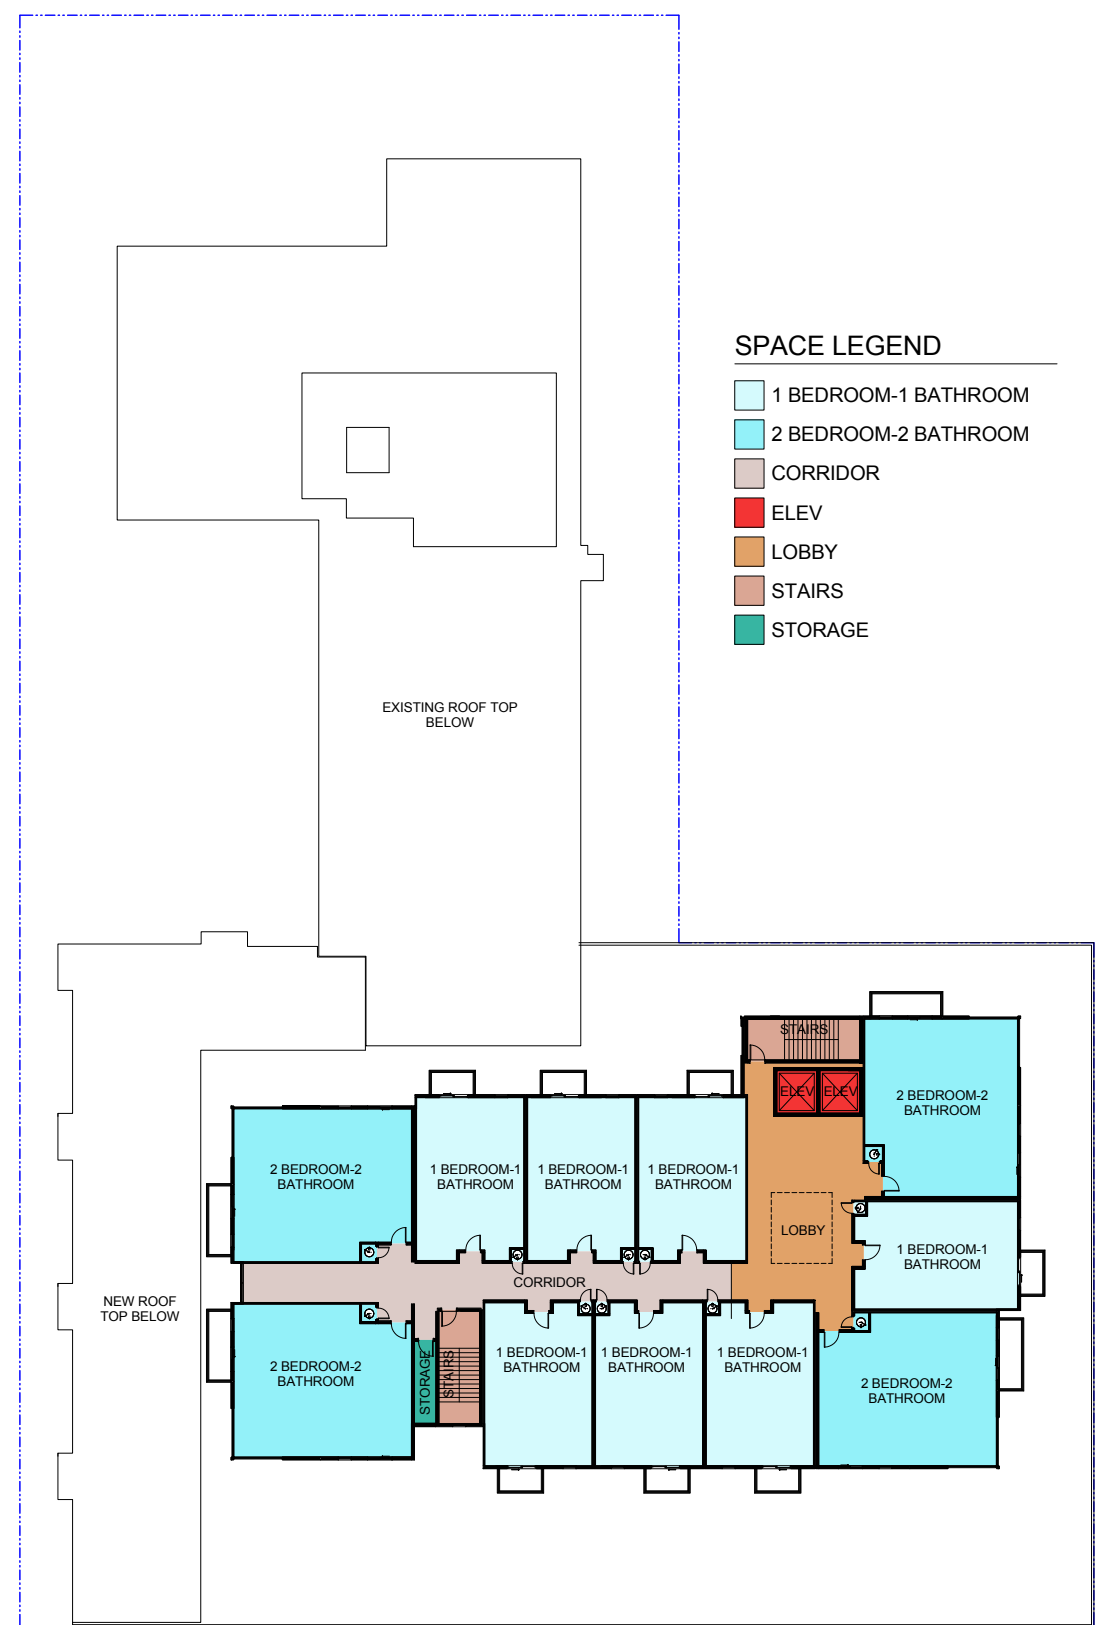 SPACE LEGEND
1 BEDROOM-1 BATHROOM
2 BEDROOM-2 BATHROOM
CORRIDOR
ELEV
LOBBY
STAIRS
STORAGE
EXISTING ROOF TOP
BELOW
STAIRS
ELEV
ELEV
2 BEDROOM-2
BATHROOM
2 BEDROOM-2
BATHROOM
1 BEDROOM-1
BATHROOM
1 BEDROOM-1
BATHROOM
1 BEDROOM-1
BATHROOM
LOBBY
1 BEDROOM-1
BATHROOM
CORRIDOR
NEW ROOF
TOP BELOW
2 BEDROOM-2
BATHROOM
STORAGE
STAIRS
1 BEDROOM-1
BATHROOM
1 BEDROOM-1
BATHROOM
1 BEDROOM-1
BATHROOM
2 BEDROOM-2
BATHROOM